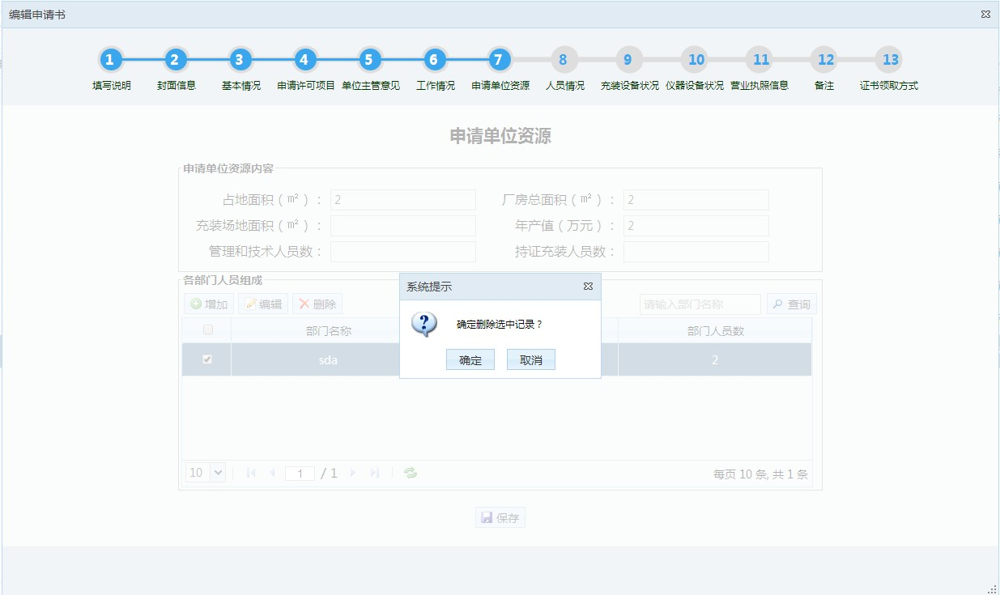 编辑申请书
1 2 3 4 5 6 7 8 9 10 11 12 13
填写说明 封面信息 基本情况 申请许可项目 单位主管意见 工作情况 申请单位资源 人员情况 充装设备状况 仪器设备状况 营业执照信息 备注 证书领取方式
申请单位资源
申请单位资源内容
占地面积（㎡）： 2 厂房总面积（㎡）： 2
充装场地面积（㎡）： 年产值（万元）： 2
管理和技术人员数： 持证充装人员数：
各部门人员组成
增加 编辑 删除 请输入部门名称 查询
部门名称 部门人员数
sda 2
系统提示
确定删除选中记录？
确定 取消
10 1 / 1 每页 10 条, 共 1 条
保存